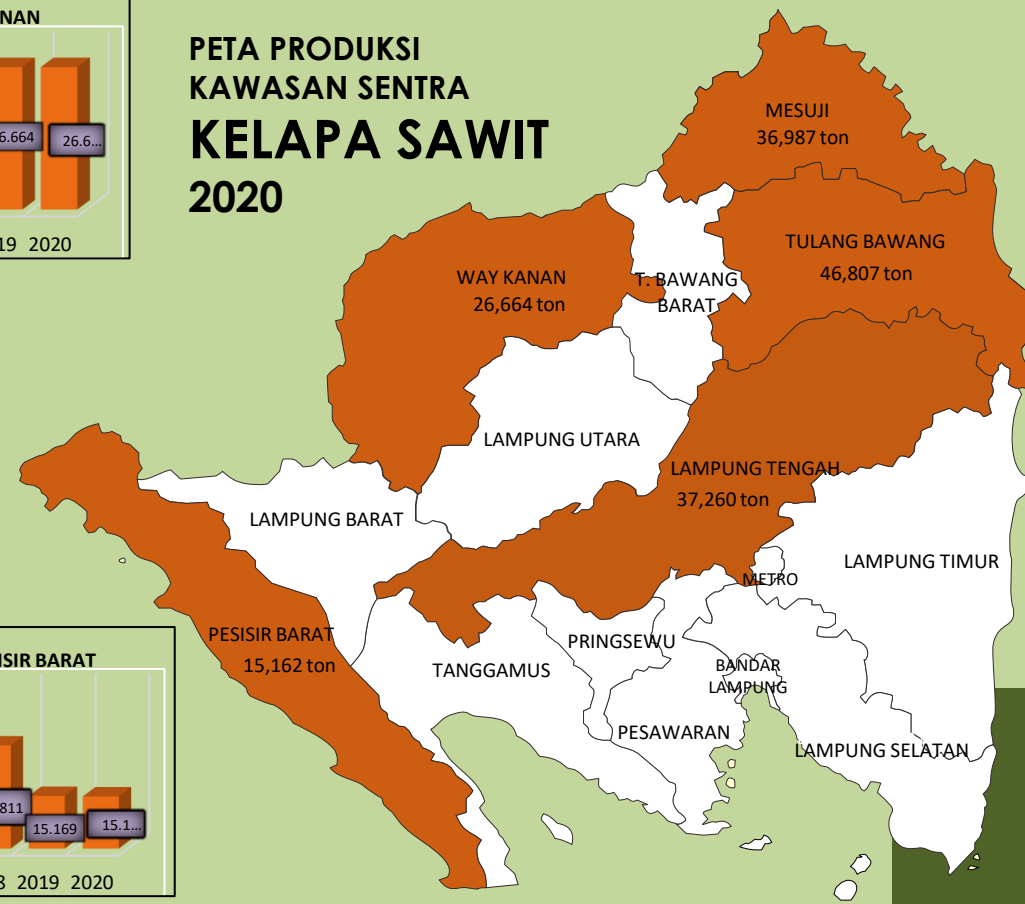 NAN
6.664
26.6...
19 2020
PETA PRODUKSI
KAWASAN SENTRA
KELAPA SAWIT
2020
MESUJI
36,987 ton
TULANG BAWANG
46,807 ton
WAY KANAN
26,664 ton
T. BAWANG
BARAT
LAMPUNG UTARA
LAMPUNG TENGAH
37,260 ton
LAMPUNG BARAT
LAMPUNG TIMUR
METRO
PESISIR BARAT
15,162 ton
PRINGSEWU
TANGGAMUS
BANDAR
LAMPUNG
PESAWARAN
LAMPUNG SELATAN
ISIR BARAT
811
15.169
15.1...
8 2019 2020